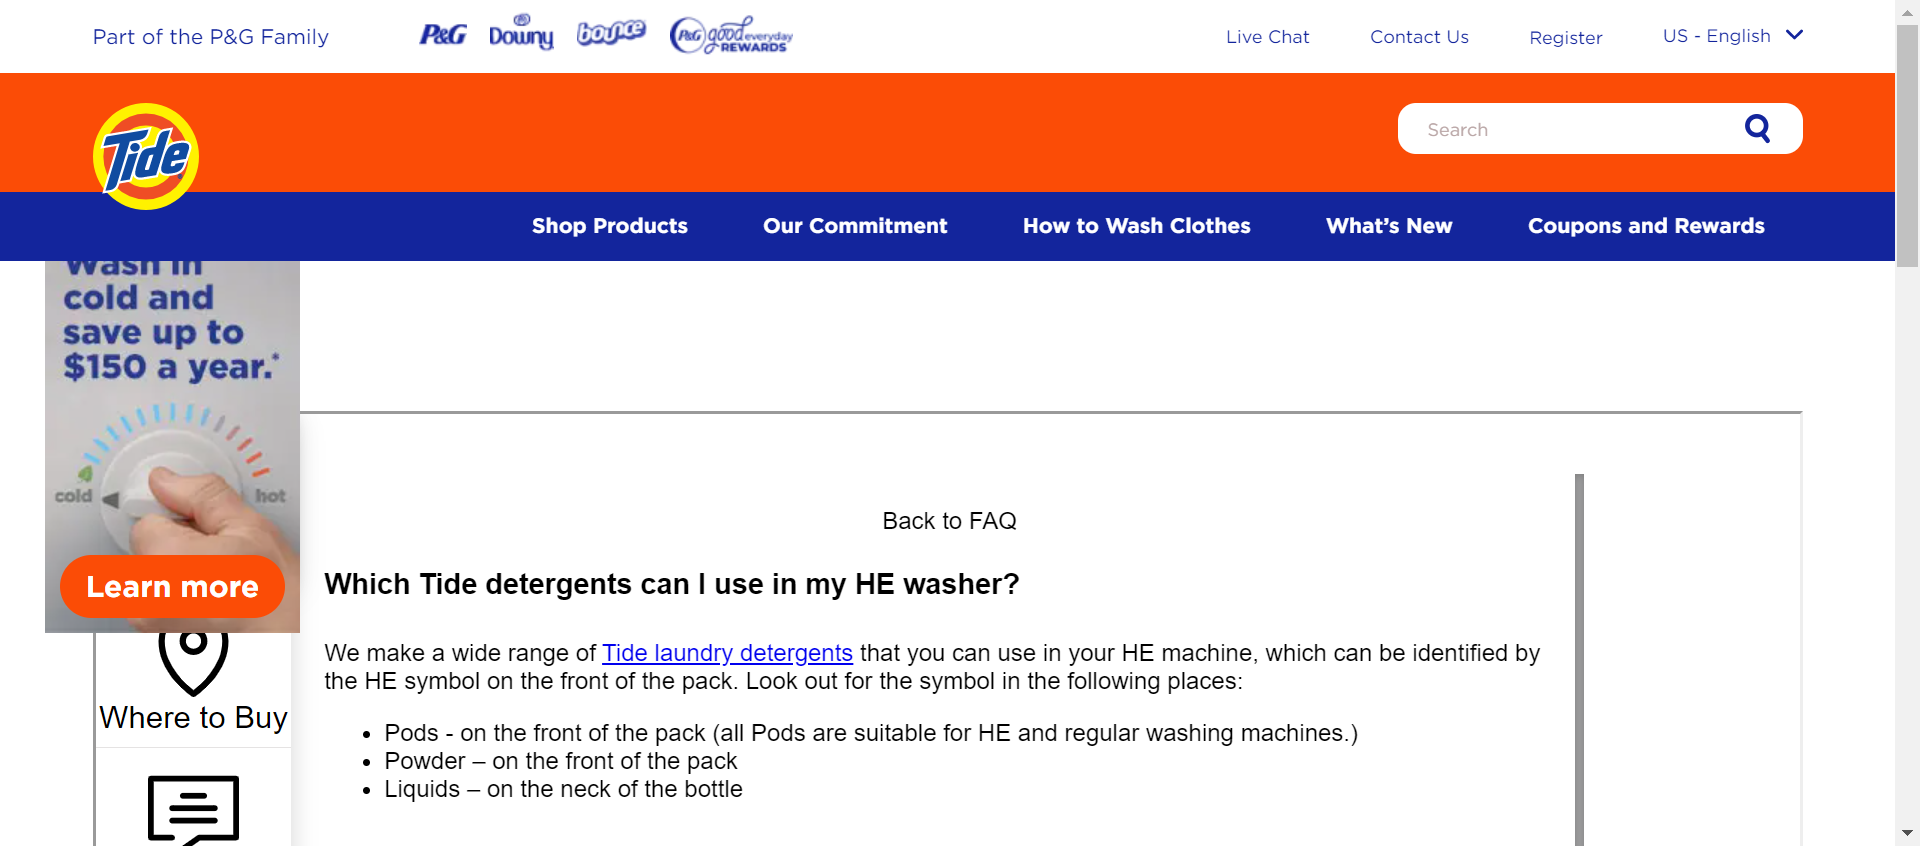 Part of the P&G Family
P&G
Downy
bounce
P&G good everyday REWARDS
Live Chat
Contact Us
Register
US - English
Tide
Search
Shop Products
Our Commitment
How to Wash Clothes
What’s New
Coupons and Rewards
Wash in
cold and
save up to
$150 a year.*
cold
hot
Learn more
Where to Buy
Back to FAQ
Which Tide detergents can I use in my HE washer?
We make a wide range of Tide laundry detergents that you can use in your HE machine, which can be identified by
the HE symbol on the front of the pack. Look out for the symbol in the following places:
• Pods - on the front of the pack (all Pods are suitable for HE and regular washing machines.)
• Powder – on the front of the pack
• Liquids – on the neck of the bottle